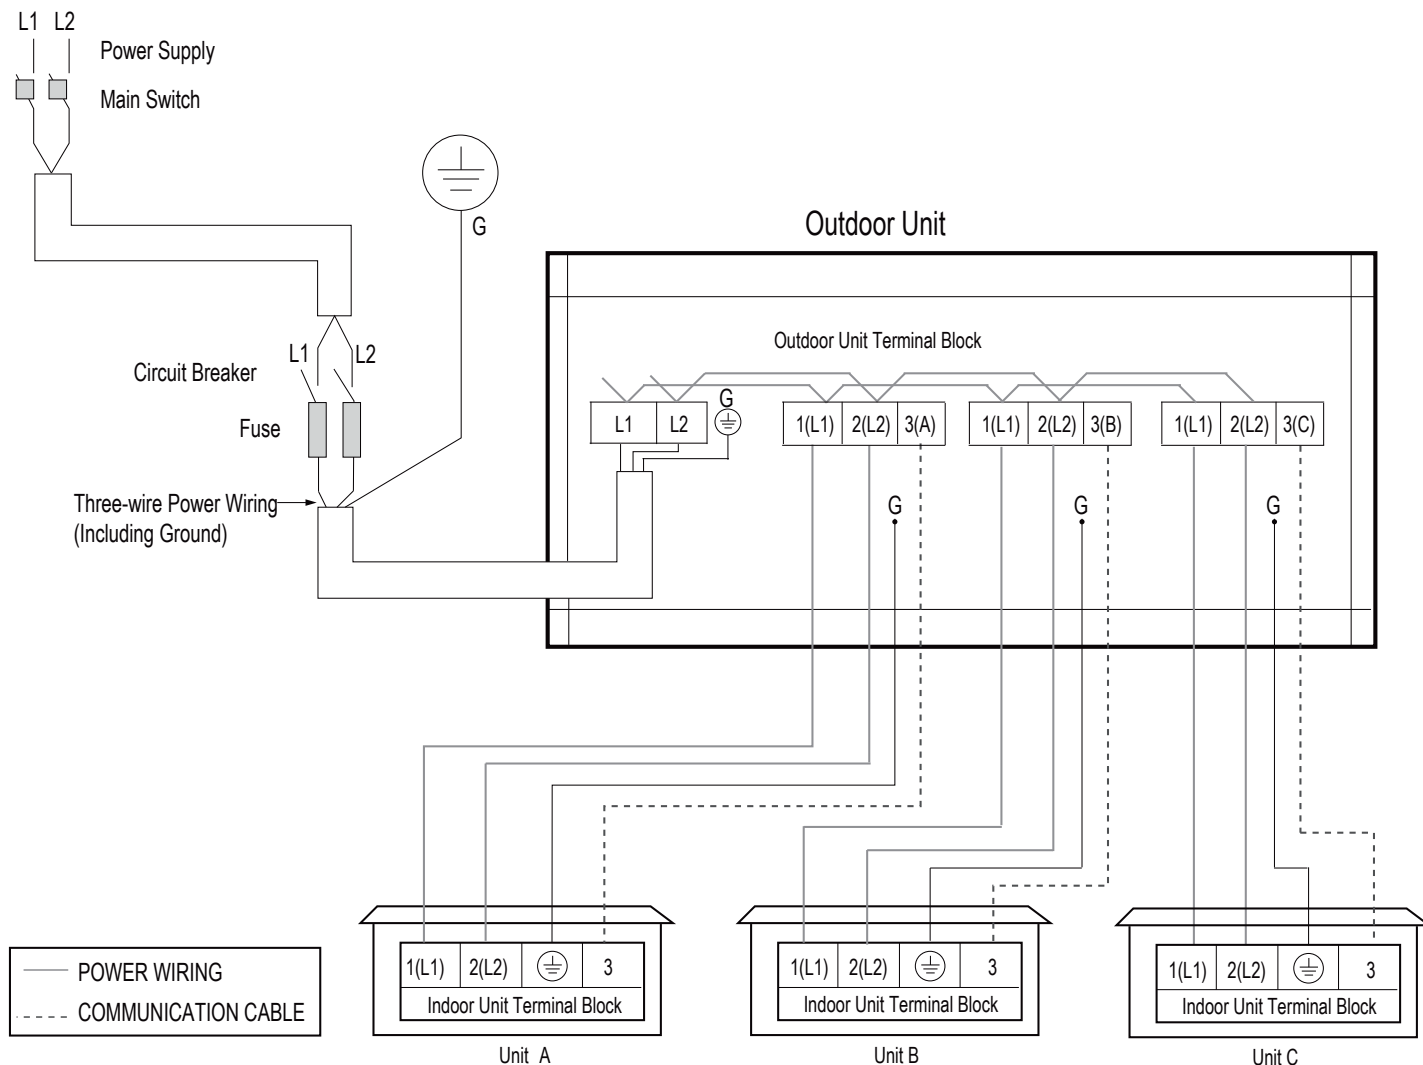 L1 L2
Power Supply
Main Switch
G
Outdoor Unit
Outdoor Unit Terminal Block
L1 L2
Circuit Breaker
Fuse
G
L1 L2
1(L1) 2(L2) 3(A)
1(L1) 2(L2) 3(B)
1(L1) 2(L2) 3(C)
Three-wire Power Wiring
(Including Ground)
G G G
1(L1) 2(L2) 3
Indoor Unit Terminal Block
Unit A
1(L1) 2(L2) 3
Indoor Unit Terminal Block
Unit B
1(L1) 2(L2) 3
Indoor Unit Terminal Block
Unit C
POWER WIRING
COMMUNICATION CABLE